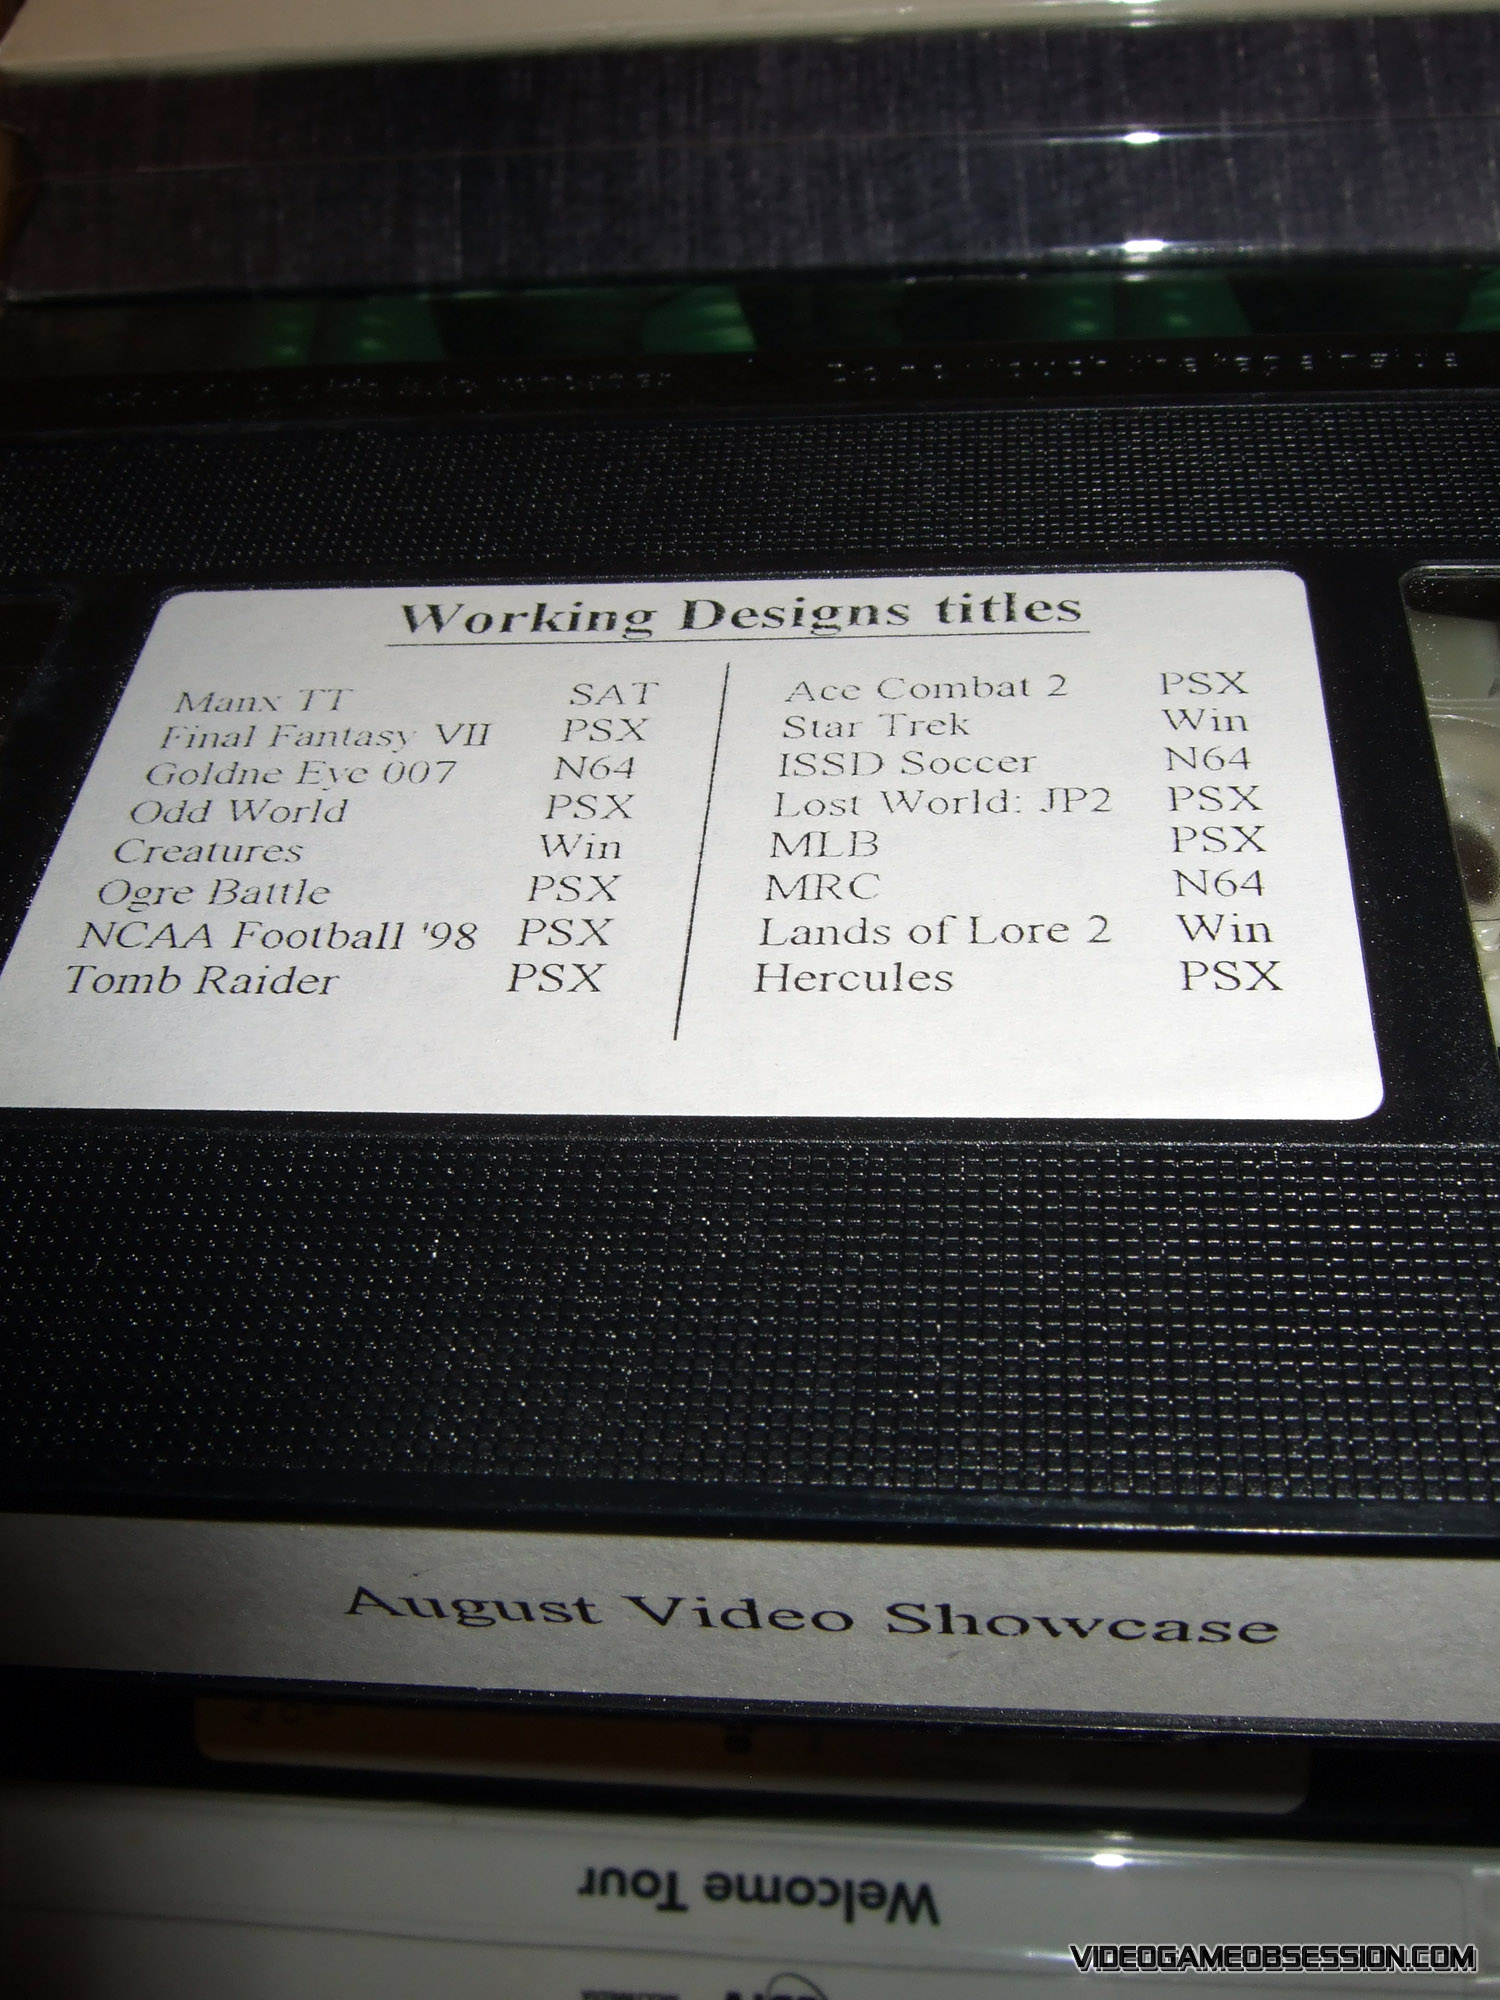 Working Designs titles
Manx TT SAT
Final Fantasy VII PSX
Goldne Eye 007 N64
Odd World PSX
Creatures Win
Ogre Battle PSX
NCAA Football '98 PSX
Tomb Raider PSX
Ace Combat 2 PSX
Star Trek Win
ISSD Soccer N64
Lost World: JP2 PSX
MLB PSX
MRC N64
Lands of Lore 2 Win
Hercules PSX
August Video Showcase
Welcome Tour
VIDEOGAMEOBSESSION.COM